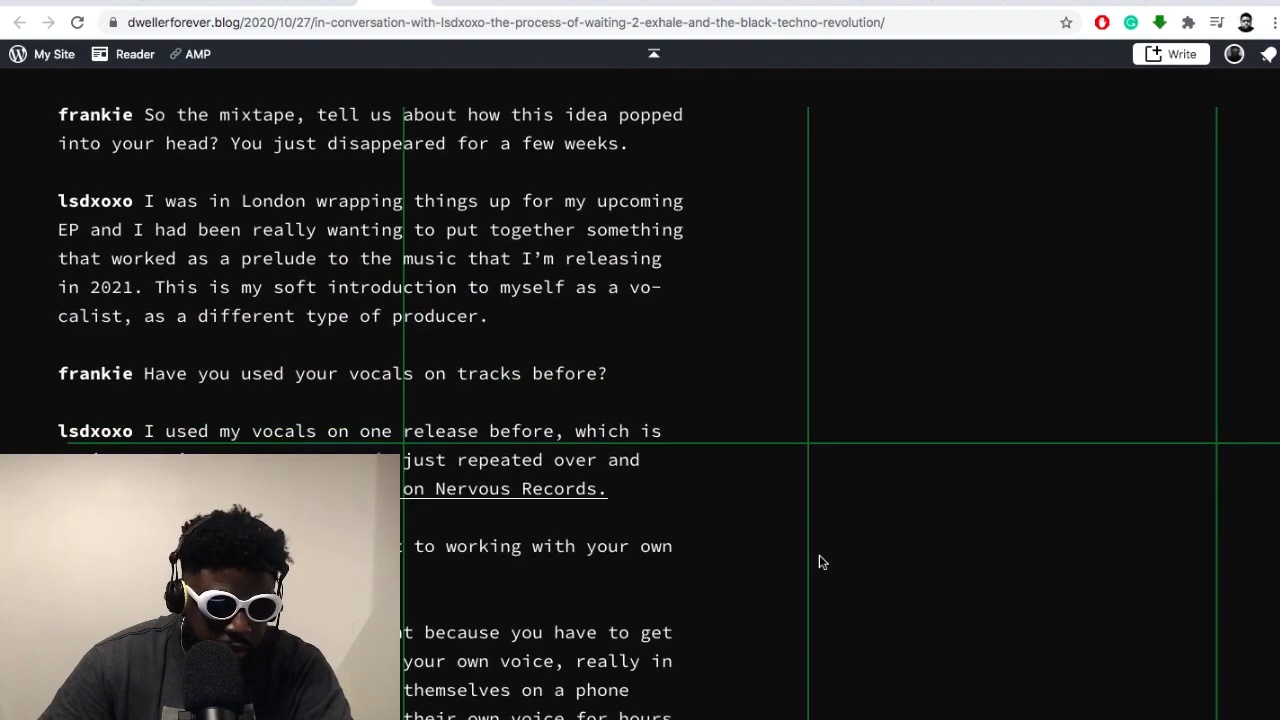 dwellerforever.blog/2020/10/27/in-conversation-with-lsdxoxo-the-process-of-waiting-2-exhale-and-the-black-techno-revolution/
My Site Reader AMP Write
frankie So the mixtape, tell us about how this idea popped
into your head? You just disappeared for a few weeks.
lsdxoxo I was in London wrapping things up for my upcoming
EP and I had been really wanting to put together something
that worked as a prelude to the music that I’m releasing
in 2021. This is my soft introduction to myself as a vo-
calist, as a different type of producer.
frankie Have you used your vocals on tracks before?
lsdxoxo I used my vocals on one release before, which is
just repeated over and
on Nervous Records.
to working with your own
because you have to get
your own voice, really in
themselves on a phone
their own voice for hours